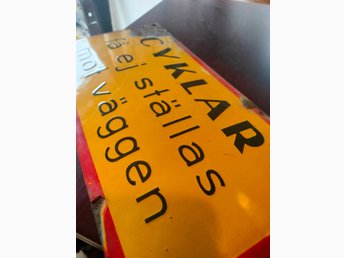 CYKLAR
få ej ställas
mot väggen